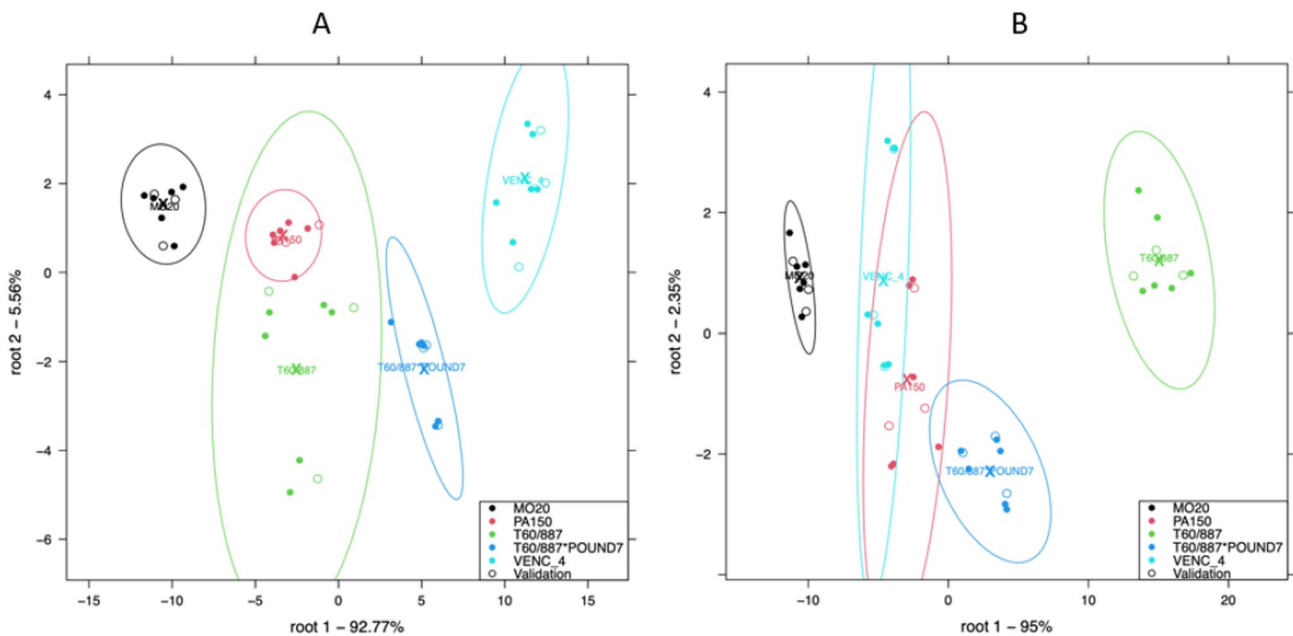 A
B
4
2
0
−2
−4
−6
root 2 − 5.56%
MO20
PA150
T60/887
T60/887*POUND7
VENC_4
MO20
PA150
T60/887
T60/887*POUND7
VENC_4
Validation
−15
−10
−5
0
5
10
15
root 1 − 92.77%
4
2
0
−2
root 2 − 2.35%
MO20
VENC_4
PA150
T60/887*POUND7
T60/887
MO20
PA150
T60/887
T60/887*POUND7
VENC_4
Validation
−10
0
10
20
root 1 − 95%